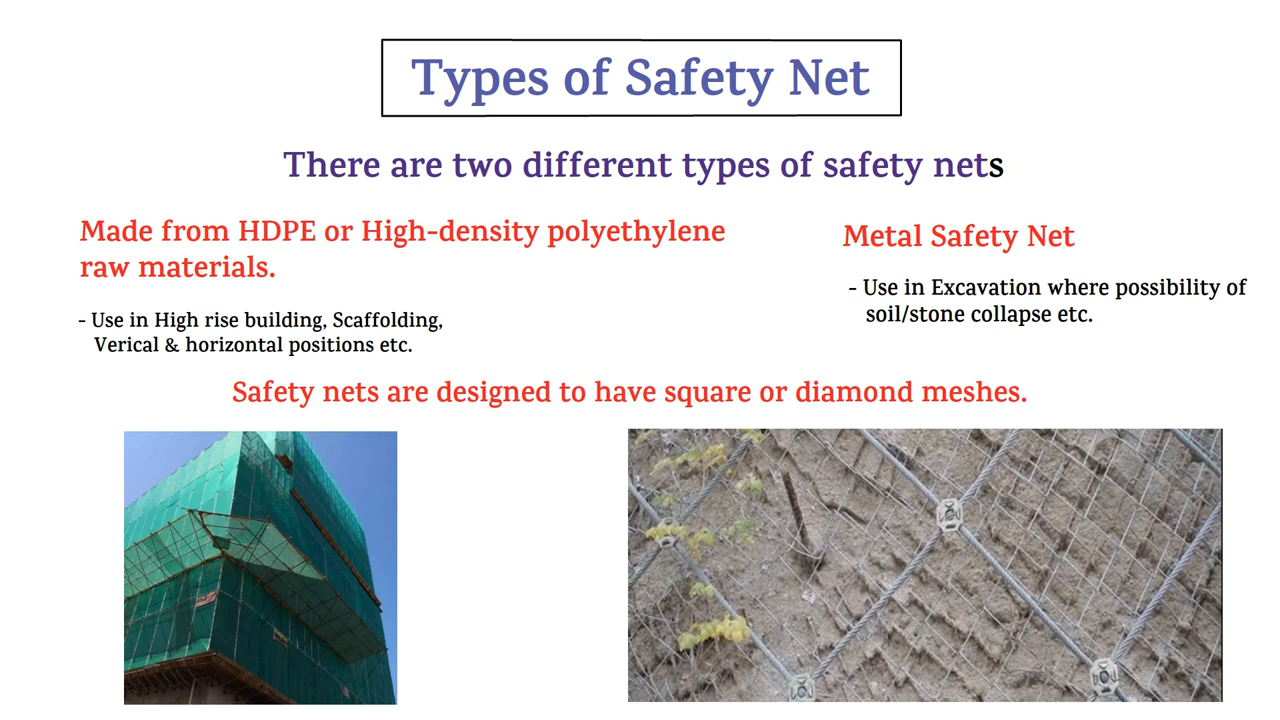 Types of Safety Net
There are two different types of safety nets
Made from HDPE or High-density polyethylene
raw materials.
- Use in High rise building, Scaffolding,
Verical & horizontal positions etc.
Metal Safety Net
- Use in Excavation where possibility of
soil/stone collapse etc.
Safety nets are designed to have square or diamond meshes.